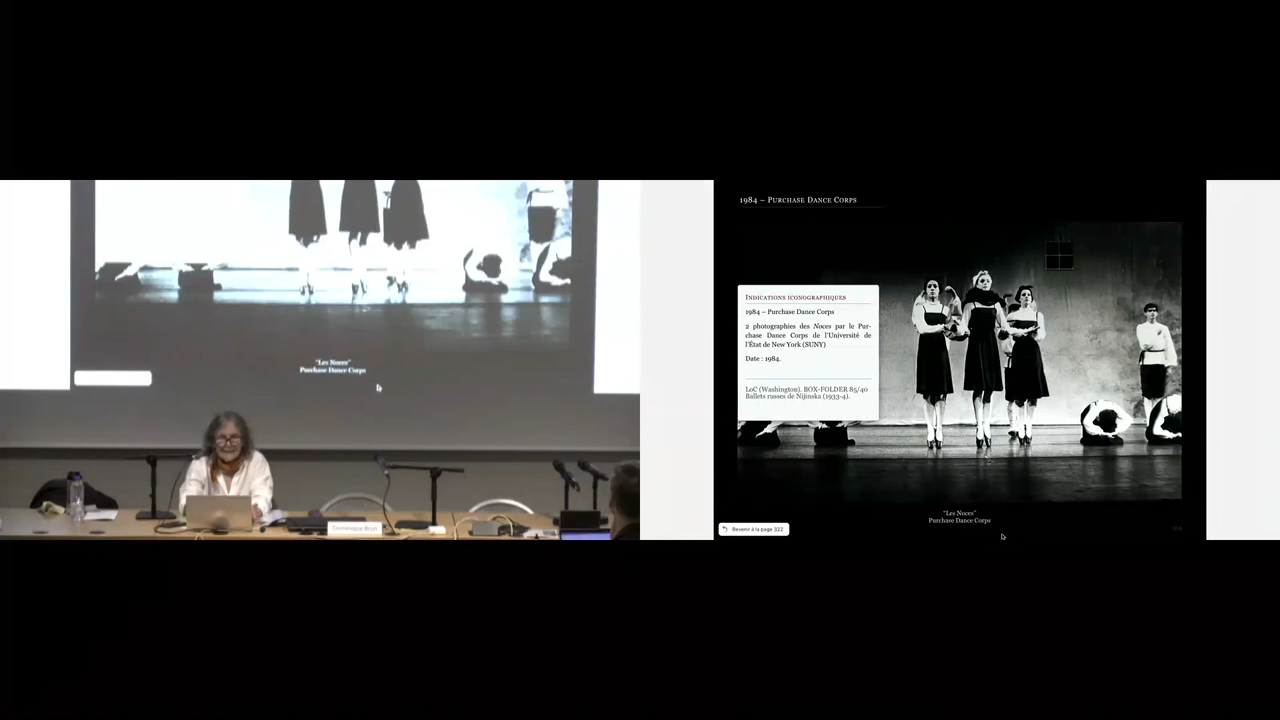 "Les Noces"
Purchase Dance Corps
Dominique Brun
1984 – Purchase Dance Corps
Indications iconographiques
1984 – Purchase Dance Corps
2 photographies des Noces par le Pur-
chase Dance Corps de l'Université de
l'État de New York (SUNY)
Date : 1984.
LoC (Washington). BOX-FOLDER 85/40
Ballets russes de Nijinska (1933-4).
"Les Noces"
Purchase Dance Corps
Revenir à la page 322